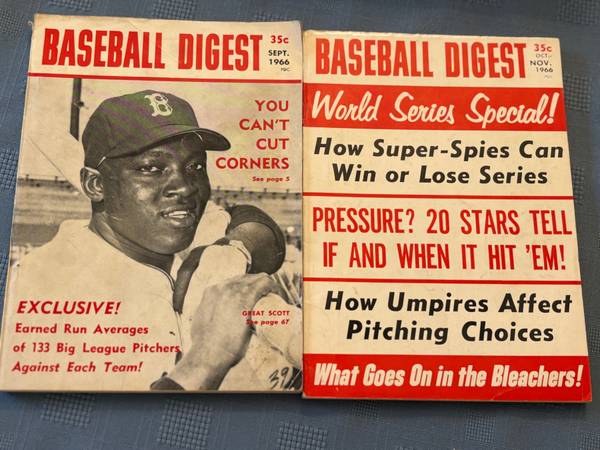 BASEBALL DIGEST
35c
SEPT.
1966
B
YOU
CAN'T
CUT
CORNERS
See page 5
EXCLUSIVE!
Earned Run Averages
of 133 Big League Pitchers
Against Each Team!
GREAT SCOTT
See page 67
BASEBALL DIGEST
35c
OCT.-
NOV.
1966
World Series Special!
How Super-Spies Can
Win or Lose Series
PRESSURE? 20 STARS TELL
IF AND WHEN IT HIT 'EM!
How Umpires Affect
Pitching Choices
What Goes On in the Bleachers!